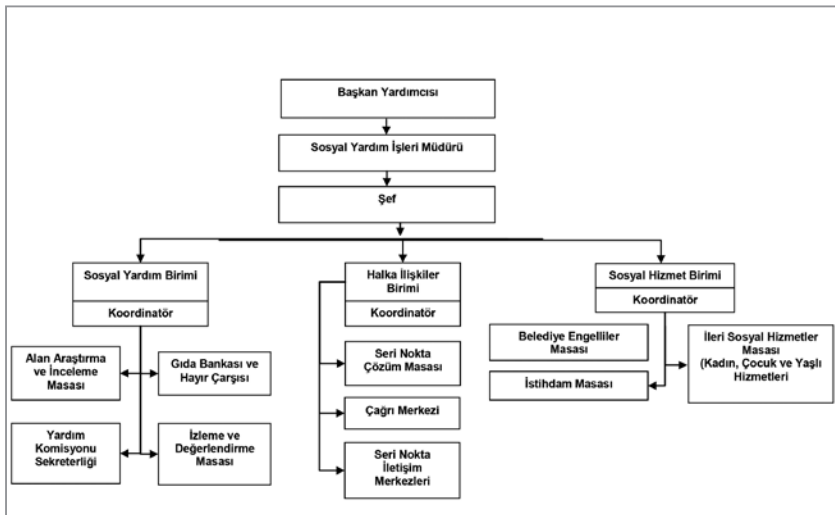 Başkan Yardımcısı
Sosyal Yardım İşleri Müdürü
Şef
Sosyal Yardım Birimi
Koordinatör
Alan Araştırma
ve İnceleme
Masası
Gıda Bankası ve
Hayır Çarşısı
Yardım
Komisyonu
Sekreterliği
İzleme ve
Değerlendirme
Masası
Halka İlişkiler
Birimi
Koordinatör
Seri Nokta
Çözüm Masası
Çağrı Merkezi
Seri Nokta
İletişim
Merkezleri
Sosyal Hizmet Birimi
Koordinatör
Belediye Engelliler
Masası
İstihdam Masası
İleri Sosyal Hizmetler
Masası
(Kadın, Çocuk ve Yaşlı
Hizmetleri